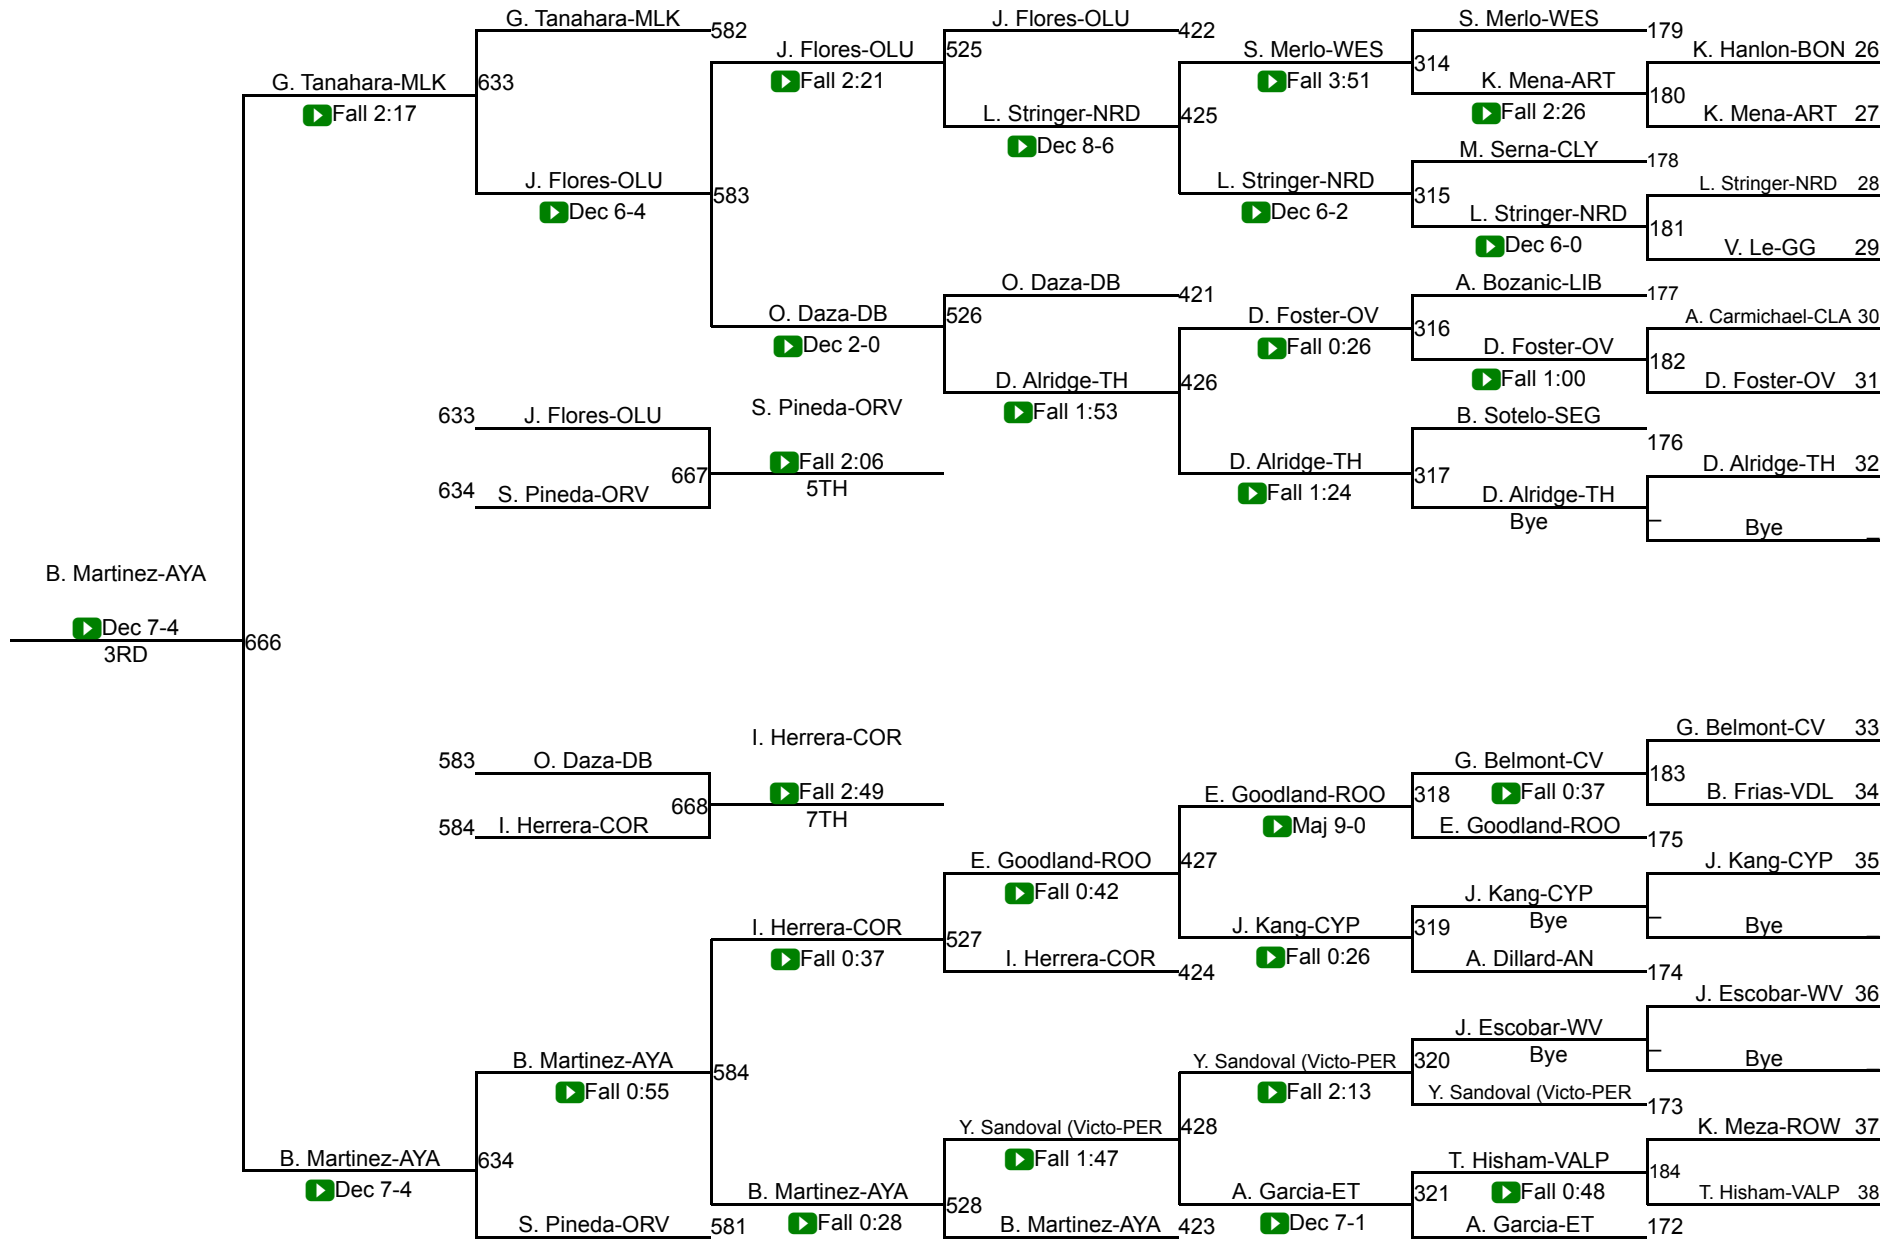 G. Tanahara-MLK
582
J. Flores-OLU
422
S. Merlo-WES
179
G. Tanahara-MLK
Fall 2:17
633
J. Flores-OLU
Fall 2:21
525
S. Merlo-WES
Fall 3:51
314
K. Hanlon-BON 26
K. Mena-ART
Fall 2:26
180
K. Mena-ART 27
L. Stringer-NRD
Dec 8-6
425
M. Serna-CLY
178
J. Flores-OLU
Dec 6-4
583
L. Stringer-NRD
Dec 6-2
315
L. Stringer-NRD 28
L. Stringer-NRD
Dec 6-0
181
V. Le-GG 29
O. Daza-DB
421
A. Bozanic-LIB
177
O. Daza-DB
Dec 2-0
526
D. Foster-OV
Fall 0:26
316
A. Carmichael-CLA 30
D. Foster-OV
Fall 1:00
182
D. Foster-OV 31
D. Alridge-TH
Fall 1:53
426
633
J. Flores-OLU
S. Pineda-ORV
B. Sotelo-SEG
176
667
Fall 2:06
5TH
D. Alridge-TH
Fall 1:24
317
D. Alridge-TH 32
634
S. Pineda-ORV
D. Alridge-TH
Bye
_
Bye _
B. Martinez-AYA
Dec 7-4
3RD
666
583
O. Daza-DB
I. Herrera-COR
G. Belmont-CV 33
G. Belmont-CV
Fall 0:37
183
668
Fall 2:49
7TH
E. Goodland-ROO
Maj 9-0
318
B. Frias-VDL 34
584
I. Herrera-COR
E. Goodland-ROO
175
E. Goodland-ROO
Fall 0:42
427
J. Kang-CYP 35
J. Kang-CYP
Bye
_
I. Herrera-COR
Fall 0:37
527
J. Kang-CYP
Fall 0:26
319
Bye _
I. Herrera-COR
424
A. Dillard-AN
174
J. Escobar-WV 36
J. Escobar-WV
Bye
_
B. Martinez-AYA
Fall 0:55
584
Y. Sandoval (Victo-PER
Fall 2:13
320
Bye _
Y. Sandoval (Victo-PER
173
Y. Sandoval (Victo-PER
Fall 1:47
428
K. Meza-ROW 37
B. Martinez-AYA
Dec 7-4
634
T. Hisham-VALP
Fall 0:48
184
B. Martinez-AYA
Fall 0:28
528
A. Garcia-ET
Dec 7-1
321
T. Hisham-VALP 38
S. Pineda-ORV
581
B. Martinez-AYA
423
A. Garcia-ET
172